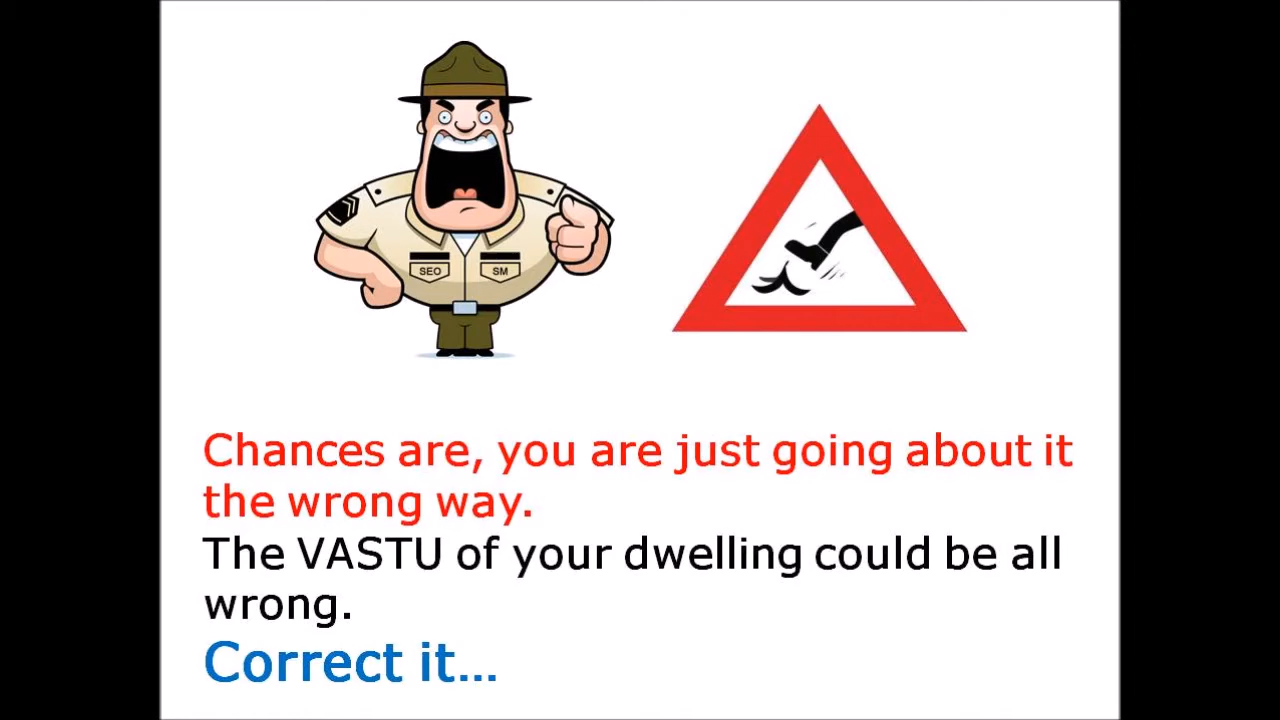 SEO SM
Chances are, you are just going about it
the wrong way.
The VASTU of your dwelling could be all
wrong.
Correct it...